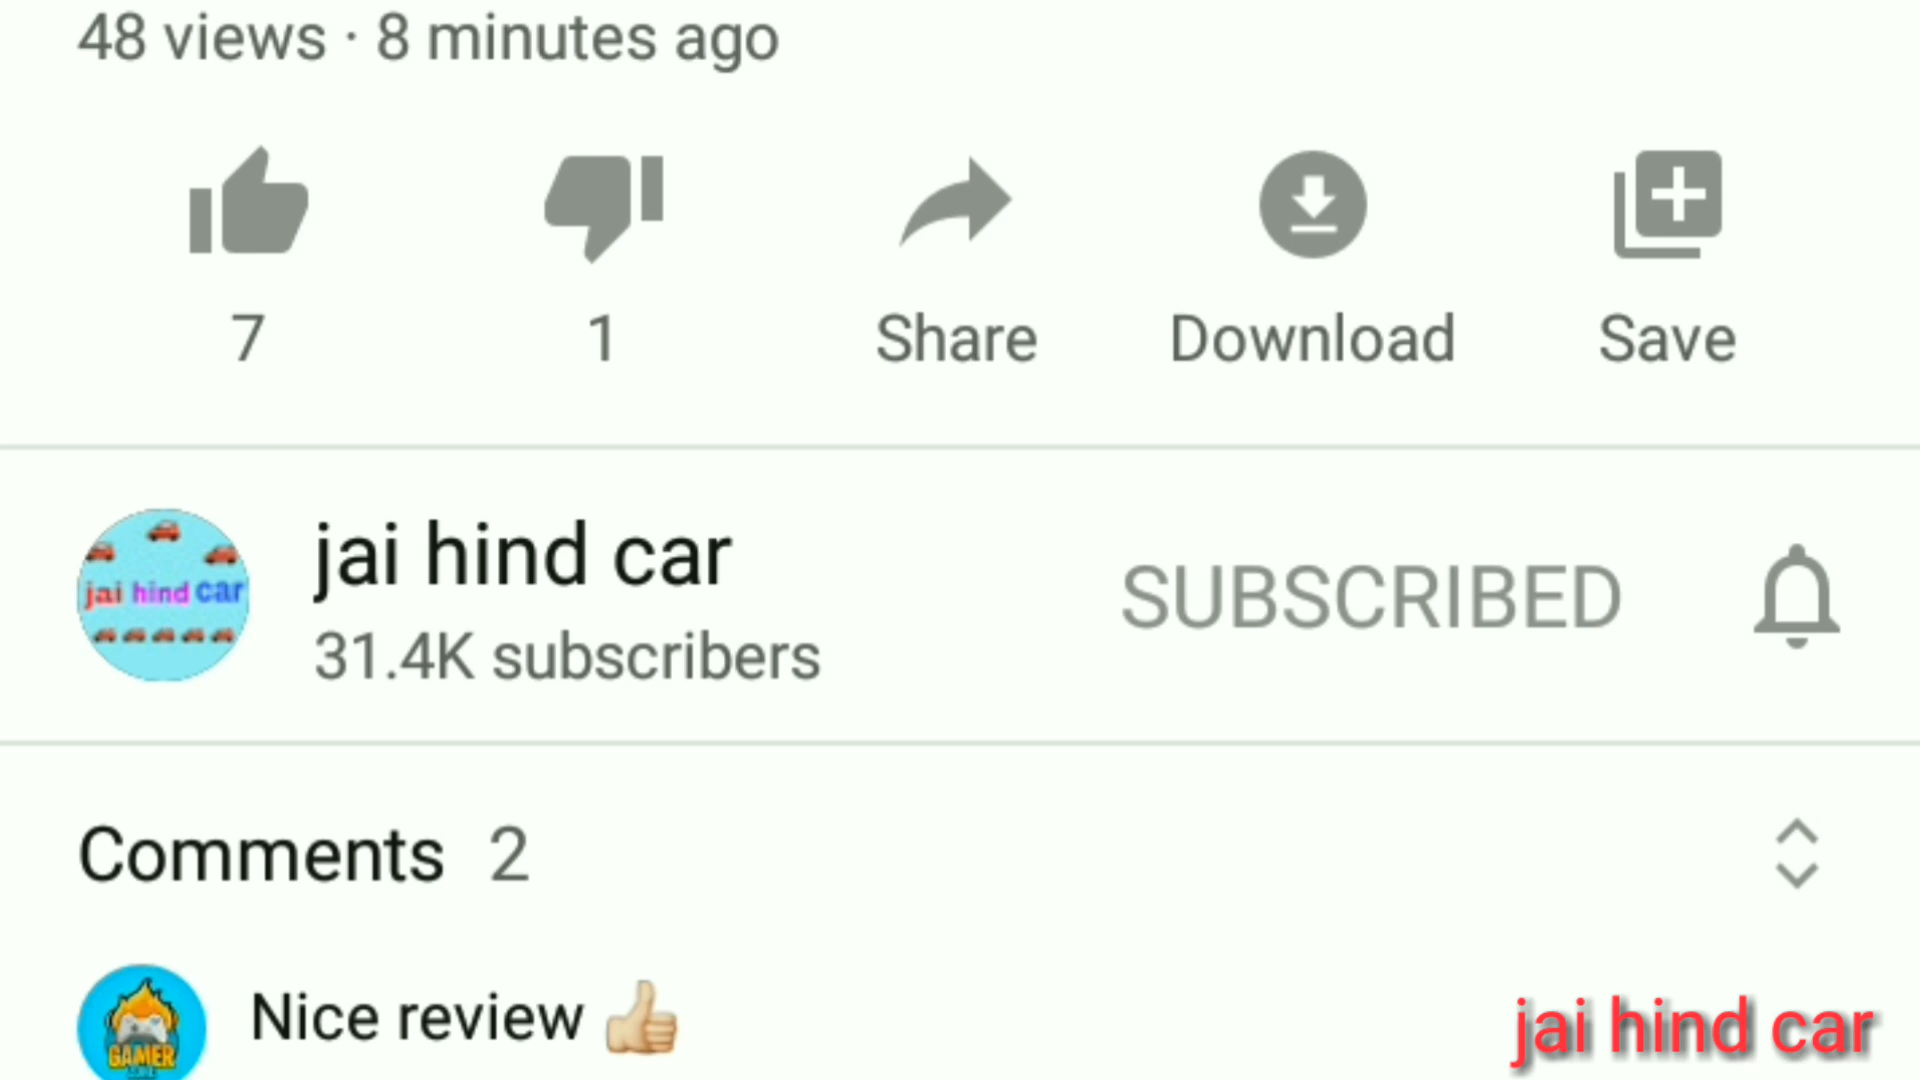 48 views · 8 minutes ago
7
1
Share
Download
Save
jai hind car
jai hind car
31.4K subscribers
SUBSCRIBED
Comments 2
Nice review 👍🏼
GAMER
jai hind car